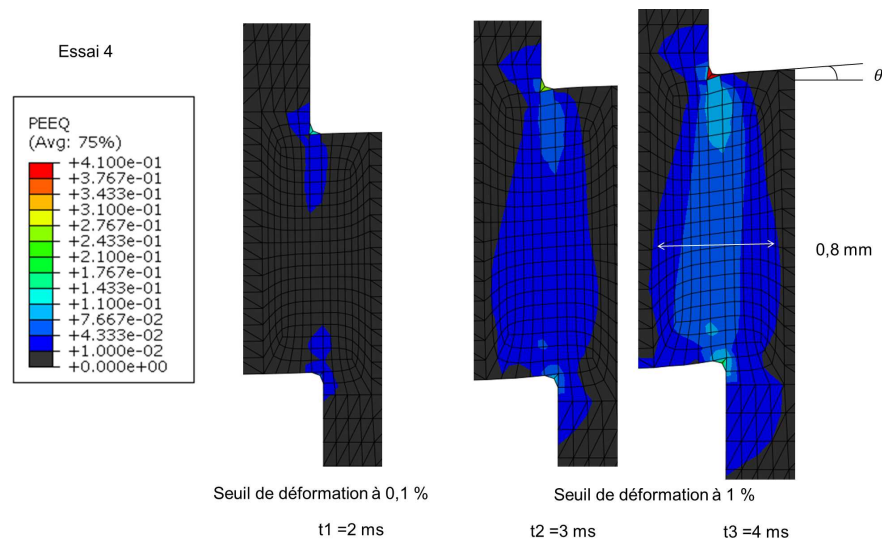 Essai 4
PEEQ
(Avg: 75%)
+4.100e-01
+3.767e-01
+3.433e-01
+3.100e-01
+2.767e-01
+2.433e-01
+2.100e-01
+1.767e-01
+1.433e-01
+1.100e-01
+7.667e-02
+4.333e-02
+1.000e-02
+0.000e+00
θ
0,8 mm
Seuil de déformation à 0,1 %
Seuil de déformation à 1 %
t1 =2 ms
t2 =3 ms
t3 =4 ms